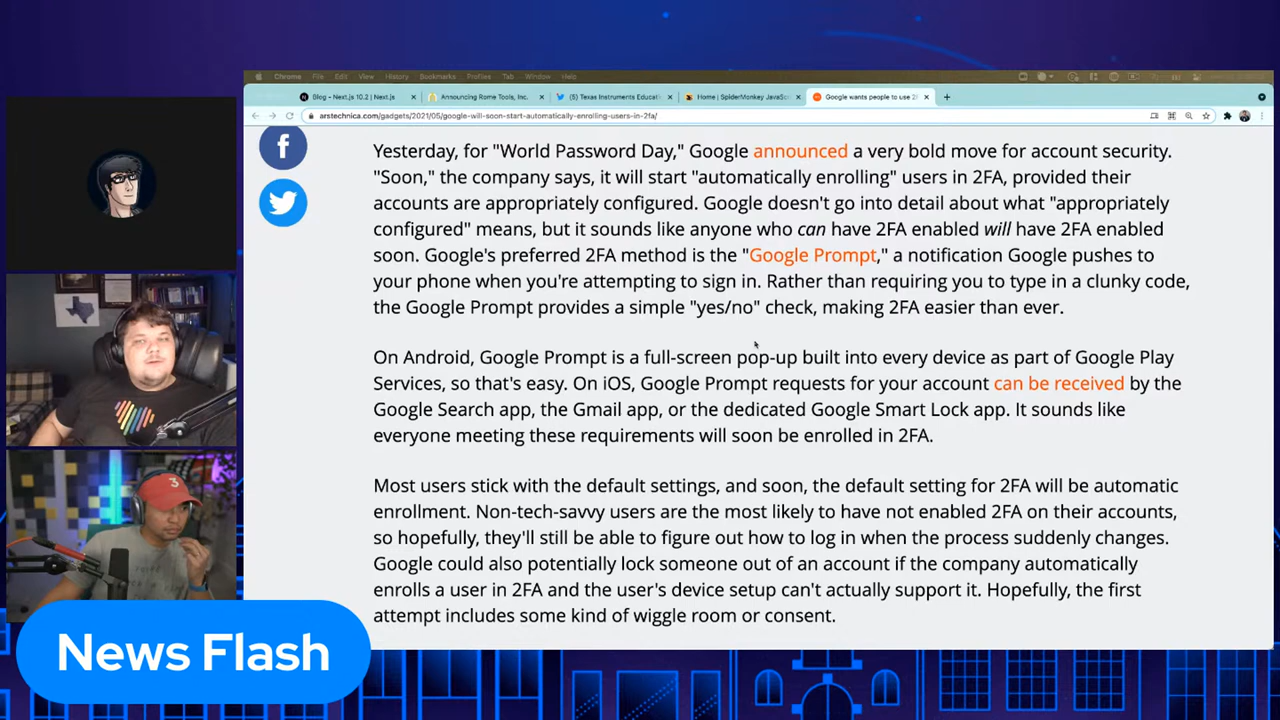 Chrome File Edit View History Bookmarks Profiles Tab Window Help
Blog – Next.js 10.2 | Next.js
Announcing Rome Tools, Inc.
(5) Texas Instruments Educati
Home | SpiderMonkey JavaScri
Google wants people to use 2F
arstechnica.com/gadgets/2021/05/google-will-soon-start-automatically-enrolling-users-in-2fa/
Yesterday, for "World Password Day," Google announced a very bold move for account security.
"Soon," the company says, it will start "automatically enrolling" users in 2FA, provided their
accounts are appropriately configured. Google doesn't go into detail about what "appropriately
configured" means, but it sounds like anyone who can have 2FA enabled will have 2FA enabled
soon. Google's preferred 2FA method is the "Google Prompt," a notification Google pushes to
your phone when you're attempting to sign in. Rather than requiring you to type in a clunky code,
the Google Prompt provides a simple "yes/no" check, making 2FA easier than ever.
On Android, Google Prompt is a full-screen pop-up built into every device as part of Google Play
Services, so that's easy. On iOS, Google Prompt requests for your account can be received by the
Google Search app, the Gmail app, or the dedicated Google Smart Lock app. It sounds like
everyone meeting these requirements will soon be enrolled in 2FA.
Most users stick with the default settings, and soon, the default setting for 2FA will be automatic
enrollment. Non-tech-savvy users are the most likely to have not enabled 2FA on their accounts,
so hopefully, they'll still be able to figure out how to log in when the process suddenly changes.
Google could also potentially lock someone out of an account if the company automatically
enrolls a user in 2FA and the user's device setup can't actually support it. Hopefully, the first
attempt includes some kind of wiggle room or consent.
3
News Flash